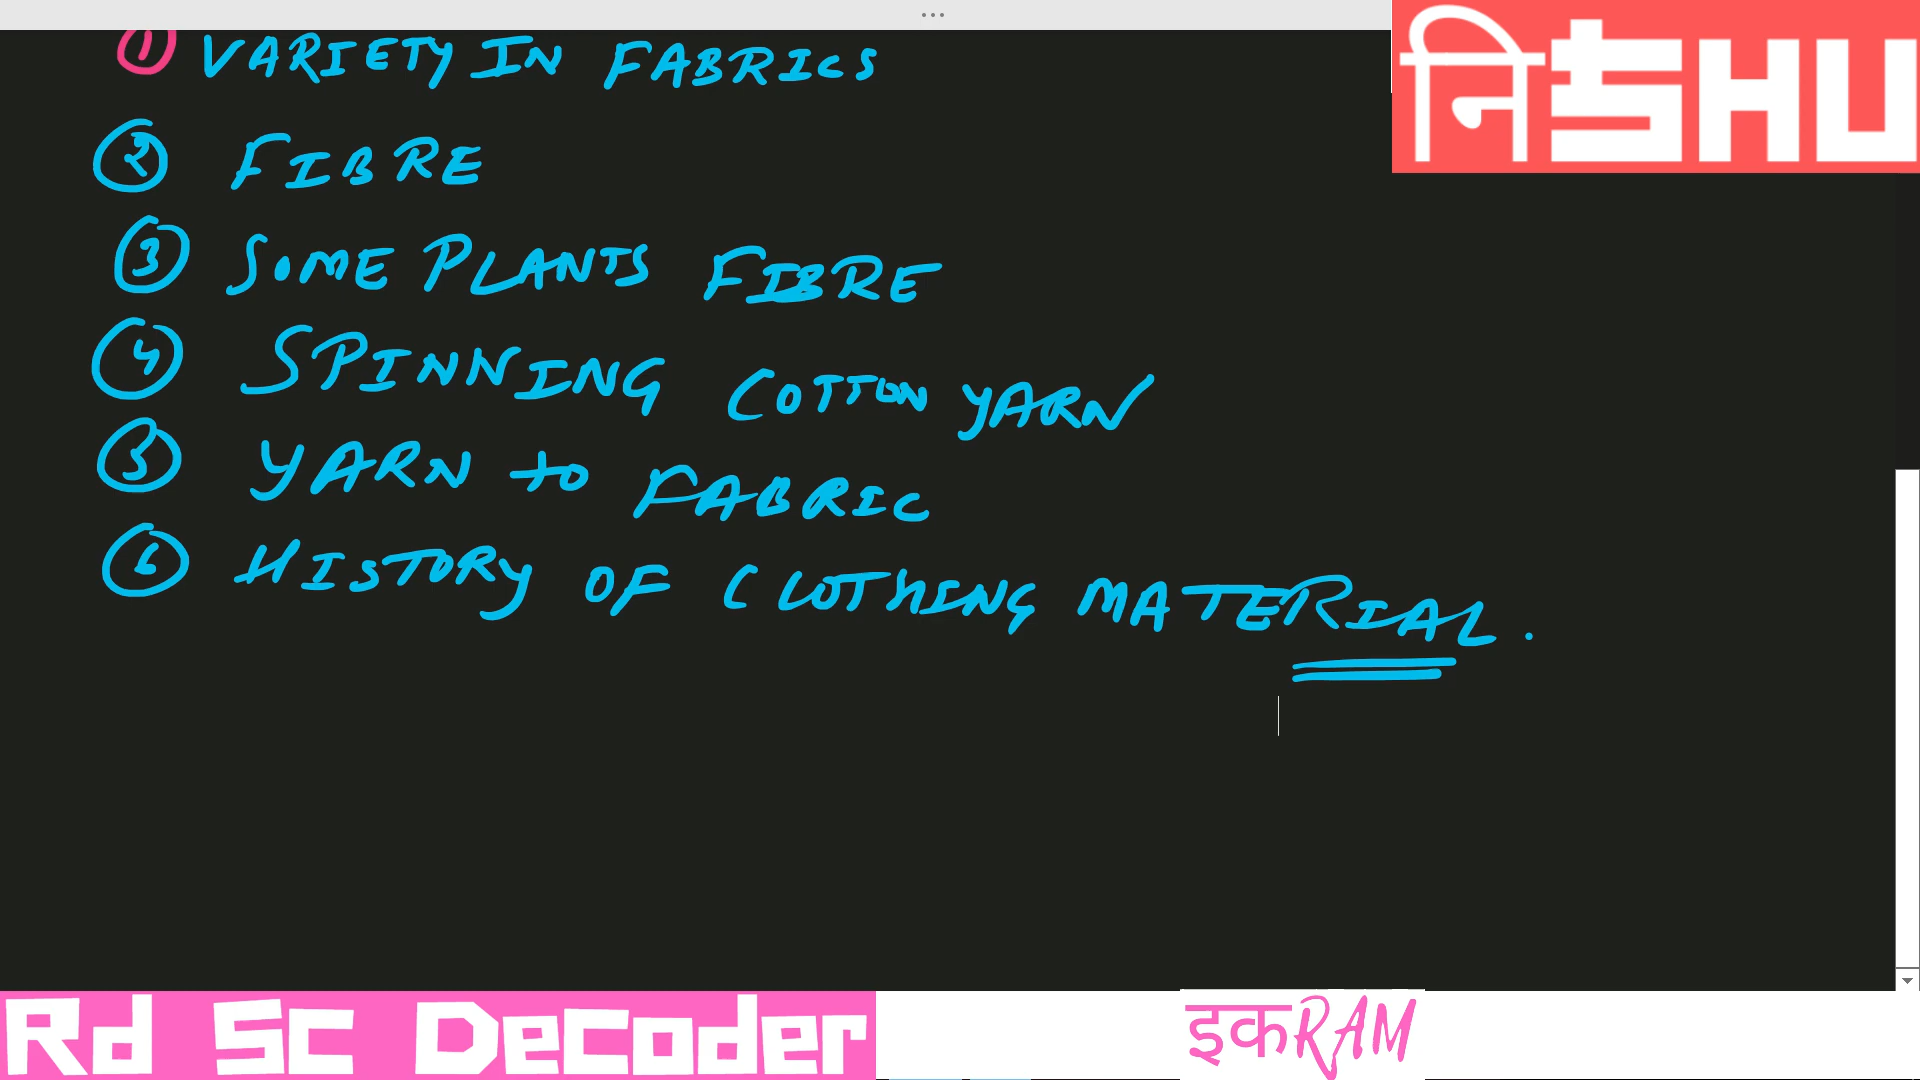 ① VARIETY IN FABRICS
निSHU
② FIBRE
③ SOME PLANTS FIBRE
④ SPINNING COTTON YARN
⑤ YARN to FABRIC
⑥ HISTORY OF CLOTHING MATERIAL.
Rd Sc Decoder
इकRAM